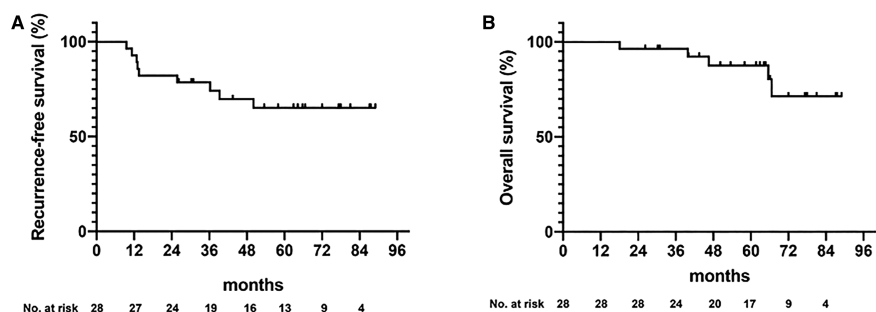 A
Recurrence-free survival (%)
100
50
0
0 12 24 36 48 60 72 84 96
months
No. at risk 28 27 24 19 16 13 9 4
B
Overall survival (%)
100
50
0
0 12 24 36 48 60 72 84 96
months
No. at risk 28 28 28 24 20 17 9 4